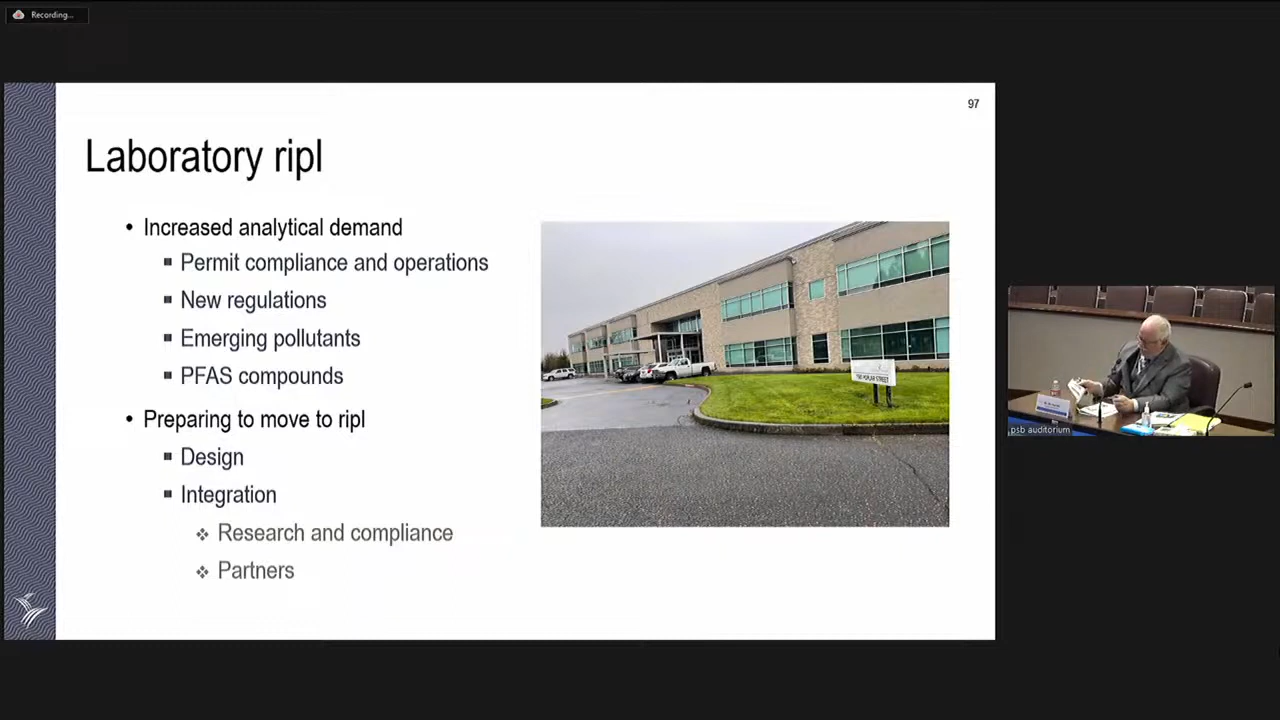 Recording...
97
Laboratory ripl
• Increased analytical demand
Permit compliance and operations
New regulations
Emerging pollutants
PFAS compounds
• Preparing to move to ripl
Design
Integration
❖ Research and compliance
❖ Partners
psb auditorium